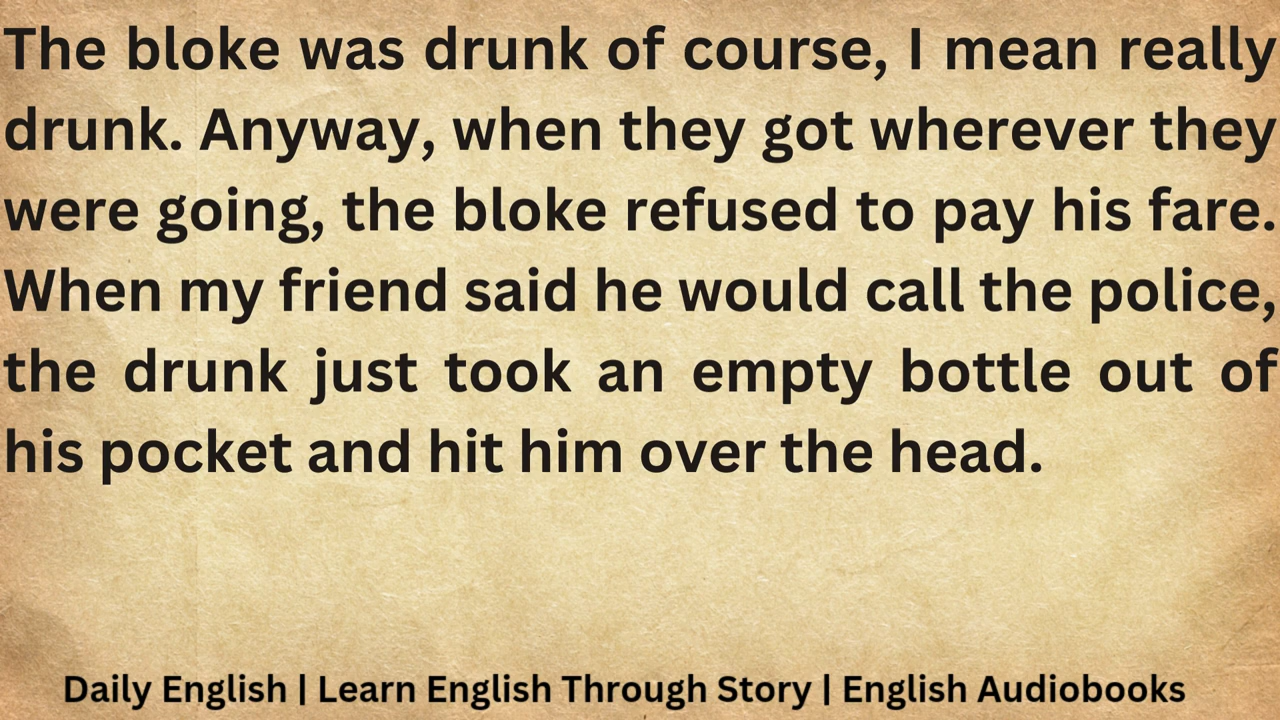 The bloke was drunk of course, I mean really
drunk. Anyway, when they got wherever they
were going, the bloke refused to pay his fare.
When my friend said he would call the police,
the drunk just took an empty bottle out of
his pocket and hit him over the head.
Daily English | Learn English Through Story | English Audiobooks